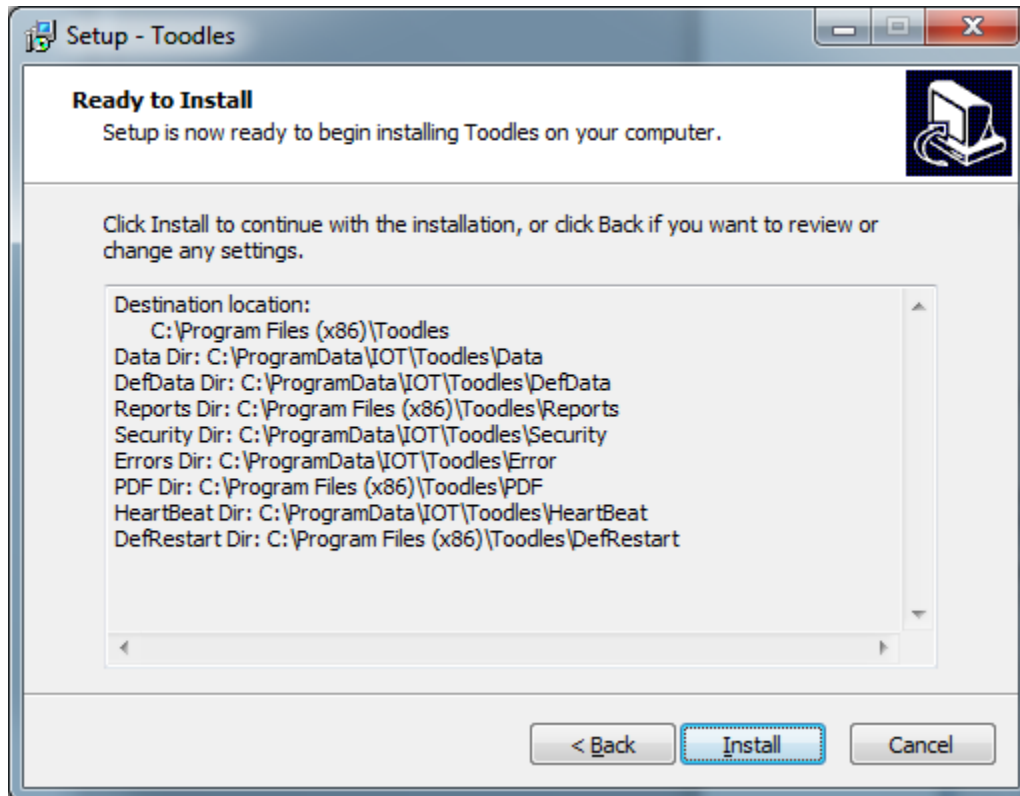 Setup - Toodles
Ready to Install
Setup is now ready to begin installing Toodles on your computer.
Click Install to continue with the installation, or click Back if you want to review or
change any settings.
Destination location:
C:\Program Files (x86)\Toodles
Data Dir: C:\ProgramData\IOT\Toodles\Data
DefData Dir: C:\ProgramData\IOT\Toodles\DefData
Reports Dir: C:\Program Files (x86)\Toodles\Reports
Security Dir: C:\ProgramData\IOT\Toodles\Security
Errors Dir: C:\ProgramData\IOT\Toodles\Error
PDF Dir: C:\Program Files (x86)\Toodles\PDF
HeartBeat Dir: C:\ProgramData\IOT\Toodles\HeartBeat
DefRestart Dir: C:\Program Files (x86)\Toodles\DefRestart
< Back
Install
Cancel